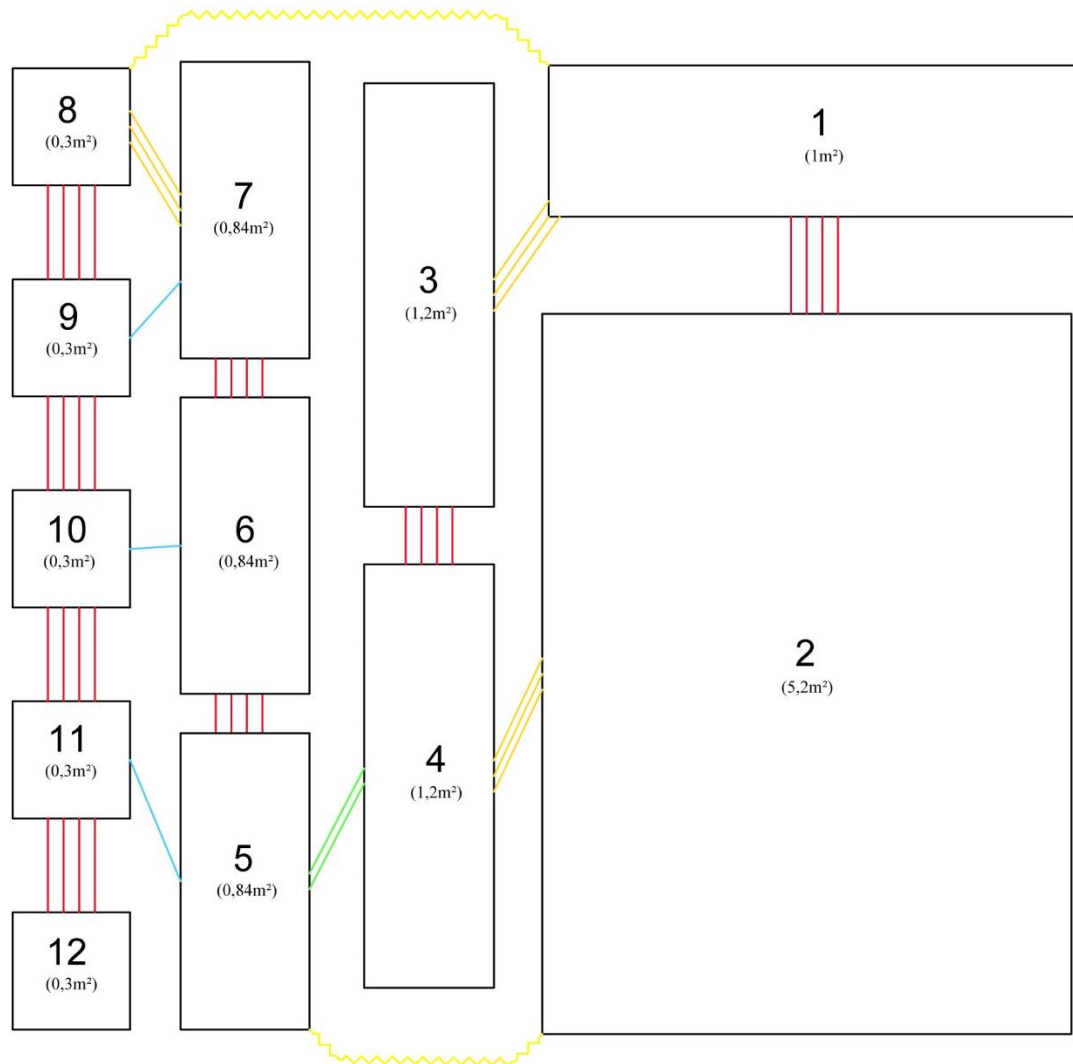 8
(0,3m²)
7
(0,84m²)
3
(1,2m²)
1
(1m²)
9
(0,3m²)
10
(0,3m²)
6
(0,84m²)
2
(5,2m²)
11
(0,3m²)
4
(1,2m²)
5
(0,84m²)
12
(0,3m²)